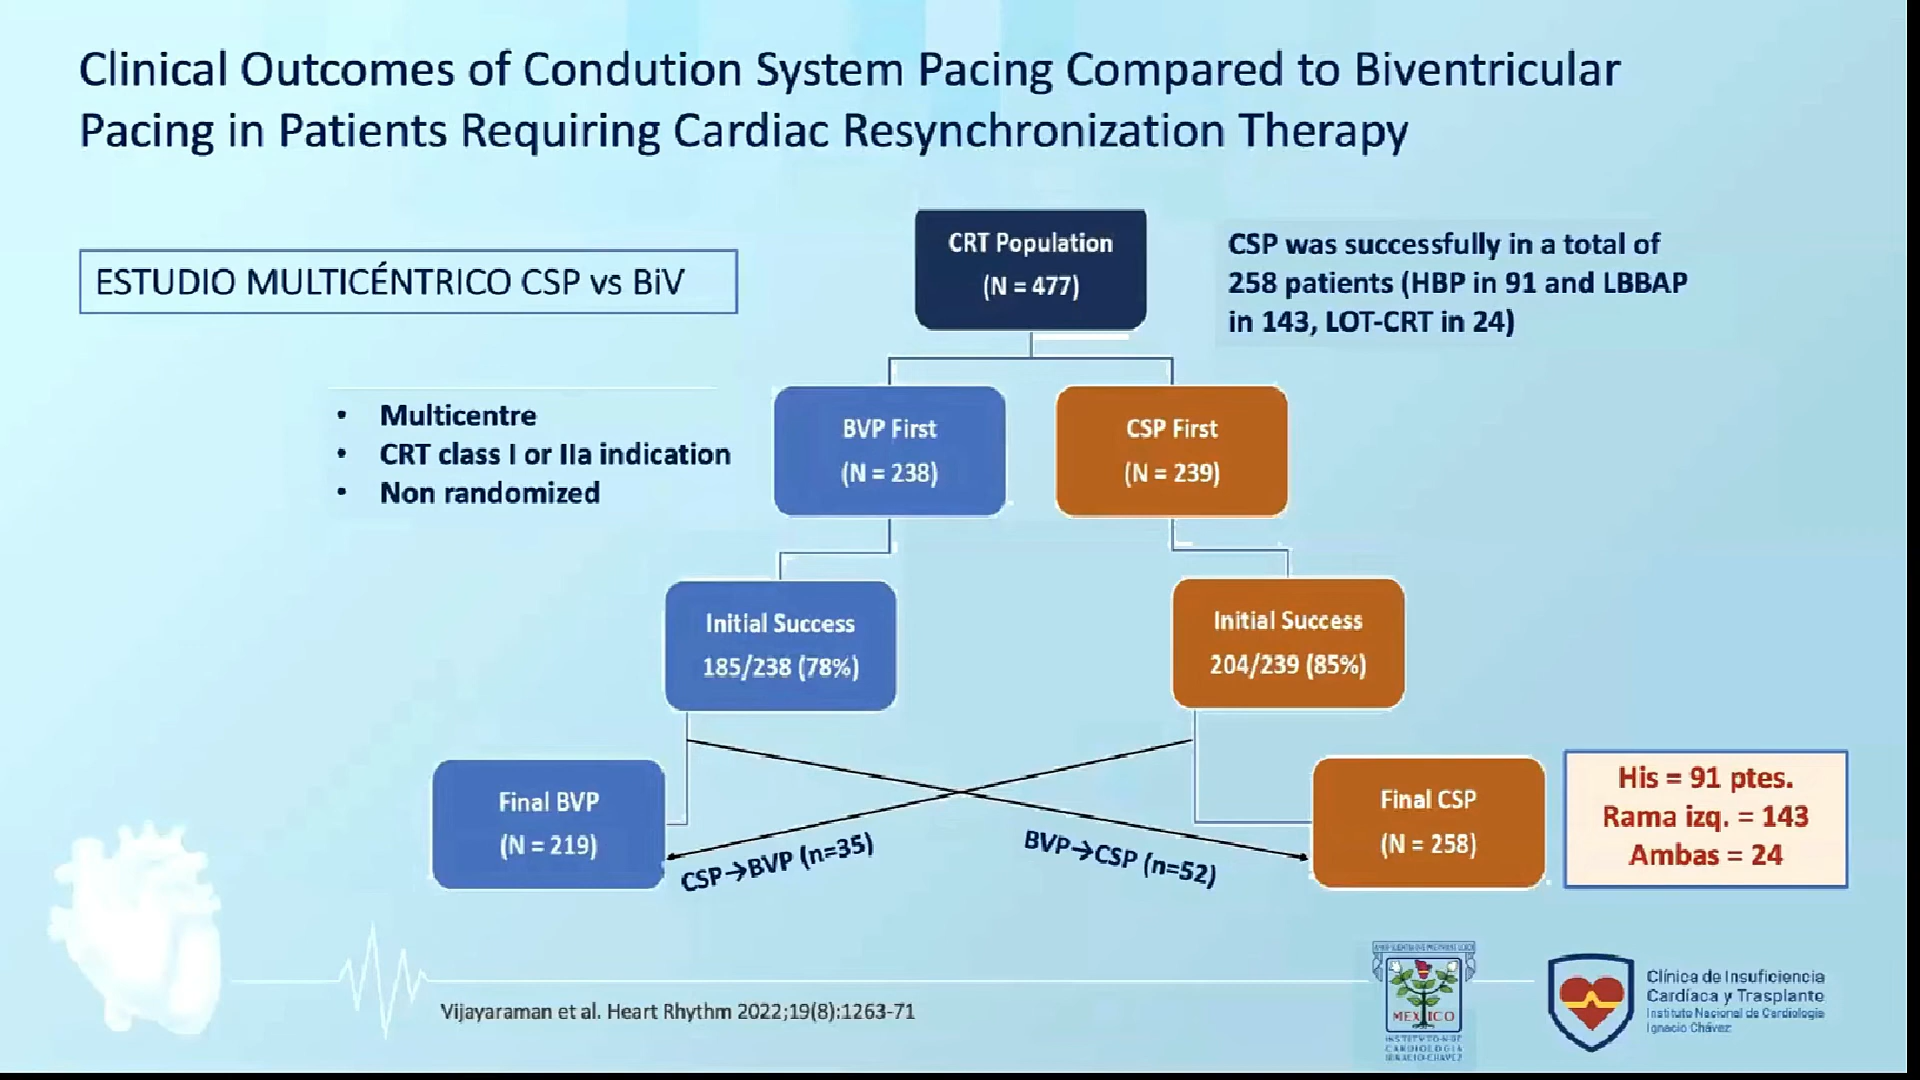 Clinical Outcomes of Condution System Pacing Compared to Biventricular
Pacing in Patients Requiring Cardiac Resynchronization Therapy
ESTUDIO MULTICÉNTRICO CSP vs BiV
CRT Population
(N = 477)
CSP was successfully in a total of
258 patients (HBP in 91 and LBBAP
in 143, LOT-CRT in 24)
• Multicentre
• CRT class I or IIa indication
• Non randomized
BVP First
(N = 238)
CSP First
(N = 239)
Initial Success
185/238 (78%)
Initial Success
204/239 (85%)
Final BVP
(N = 219)
CSP→BVP (n=35)
BVP→CSP (n=52)
Final CSP
(N = 258)
His = 91 ptes.
Rama izq. = 143
Ambas = 24
Vijayaraman et al. Heart Rhythm 2022;19(8):1263-71
MEXICO
INSTITVTO·N·DE
CARDIOLOGIA
IGNACIO·CHAVEZ
Clínica de Insuficiencia
Cardíaca y Trasplante
Instituto Nacional de Cardiología
Ignacio Chávez